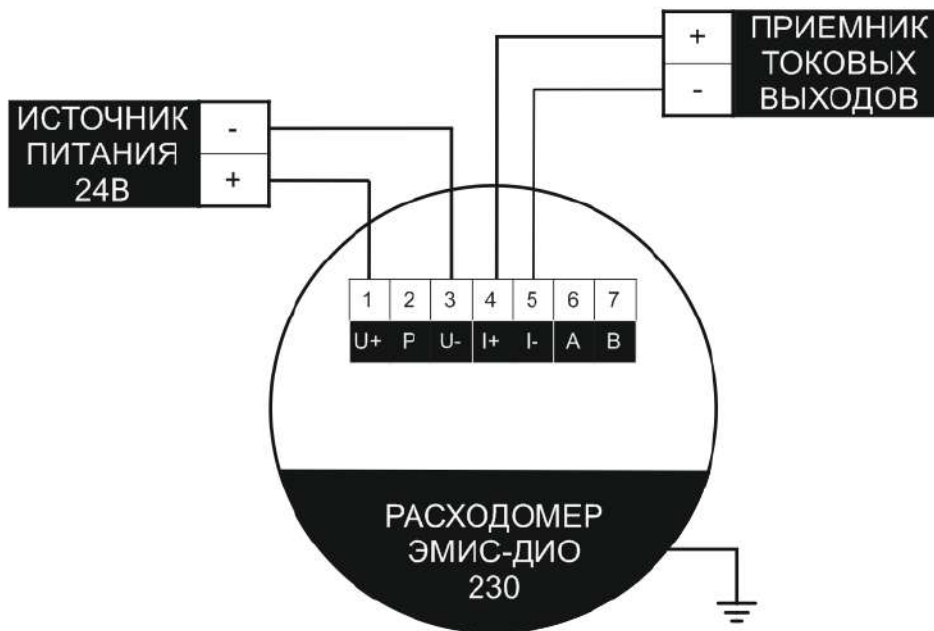 ПРИЕМНИК
ТОКОВЫХ
ВЫХОДОВ
+
-
ИСТОЧНИК
ПИТАНИЯ
24В
-
+
1 2 3 4 5 6 7
U+ P U- I+ I- A B
РАСХОДОМЕР
ЭМИС-ДИО
230